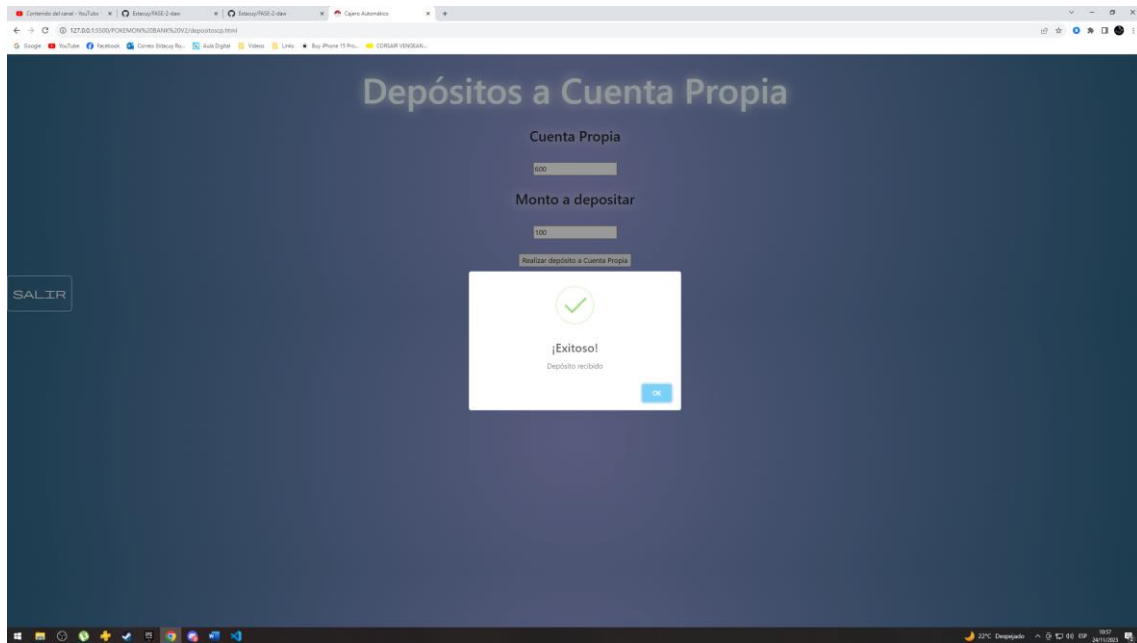 Contenido del canal - YouTube
Estacuy/FASE-2-daw
Estacuy/FASE-2-daw
Cajero Automático
127.0.0.1:5500/POKEMON%20BANK%20V2/depositoscp.html
Google
YouTube
Facebook
Correo Estacuy Ro...
Aula Digital
Videos
Links
Buy iPhone 15 Pro...
CORSAIR VENGEAN...
Depósitos a Cuenta Propia
Cuenta Propia
600
Monto a depositar
100
Realizar depósito a Cuenta Propia
SALIR
¡Exitoso!
Depósito recibido
OK
22°C Despejado
ESP
24/11/2023